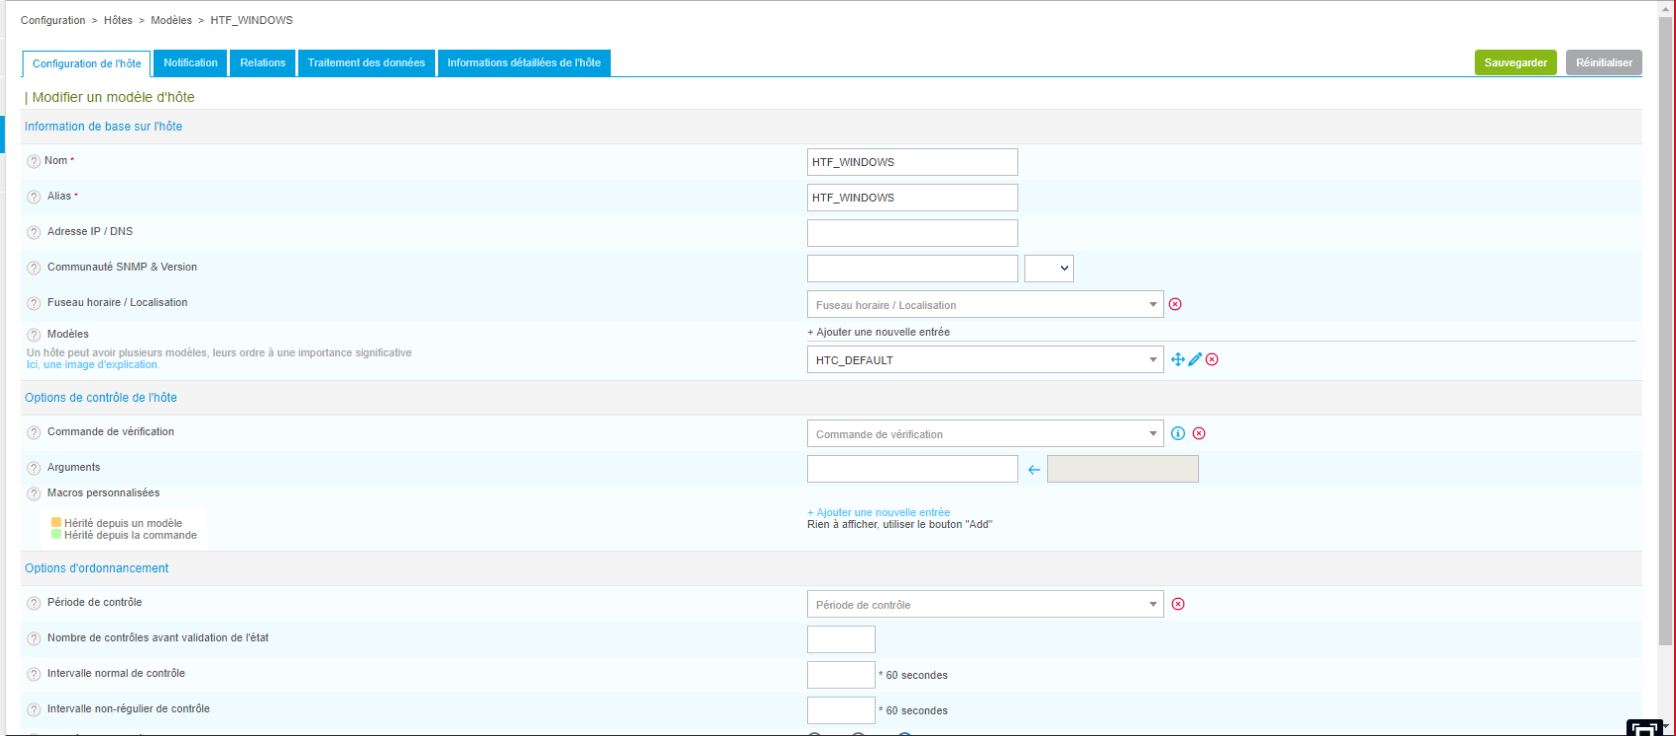 Configuration > Hôtes > Modèles > HTF_WINDOWS
Configuration de l'hôte Notification Relations Traitement des données Informations détaillées de l'hôte Sauvegarder Réinitialiser
| Modifier un modèle d'hôte
Information de base sur l'hôte
? Nom * HTF_WINDOWS
? Alias * HTF_WINDOWS
? Adresse IP / DNS
? Communauté SNMP & Version
? Fuseau horaire / Localisation Fuseau horaire / Localisation
? Modèles + Ajouter une nouvelle entrée
Un hôte peut avoir plusieurs modèles, leurs ordre à une importance significative
Ici, une image d'explication. HTC_DEFAULT
Options de contrôle de l'hôte
? Commande de vérification Commande de vérification
? Arguments
? Macros personnalisées
+ Ajouter une nouvelle entrée
Hérité depuis un modèle Rien à afficher, utiliser le bouton "Add"
Hérité depuis la commande
Options d'ordonnancement
? Période de contrôle Période de contrôle
? Nombre de contrôles avant validation de l'état
? Intervalle normal de contrôle * 60 secondes
? Intervalle non-régulier de contrôle * 60 secondes